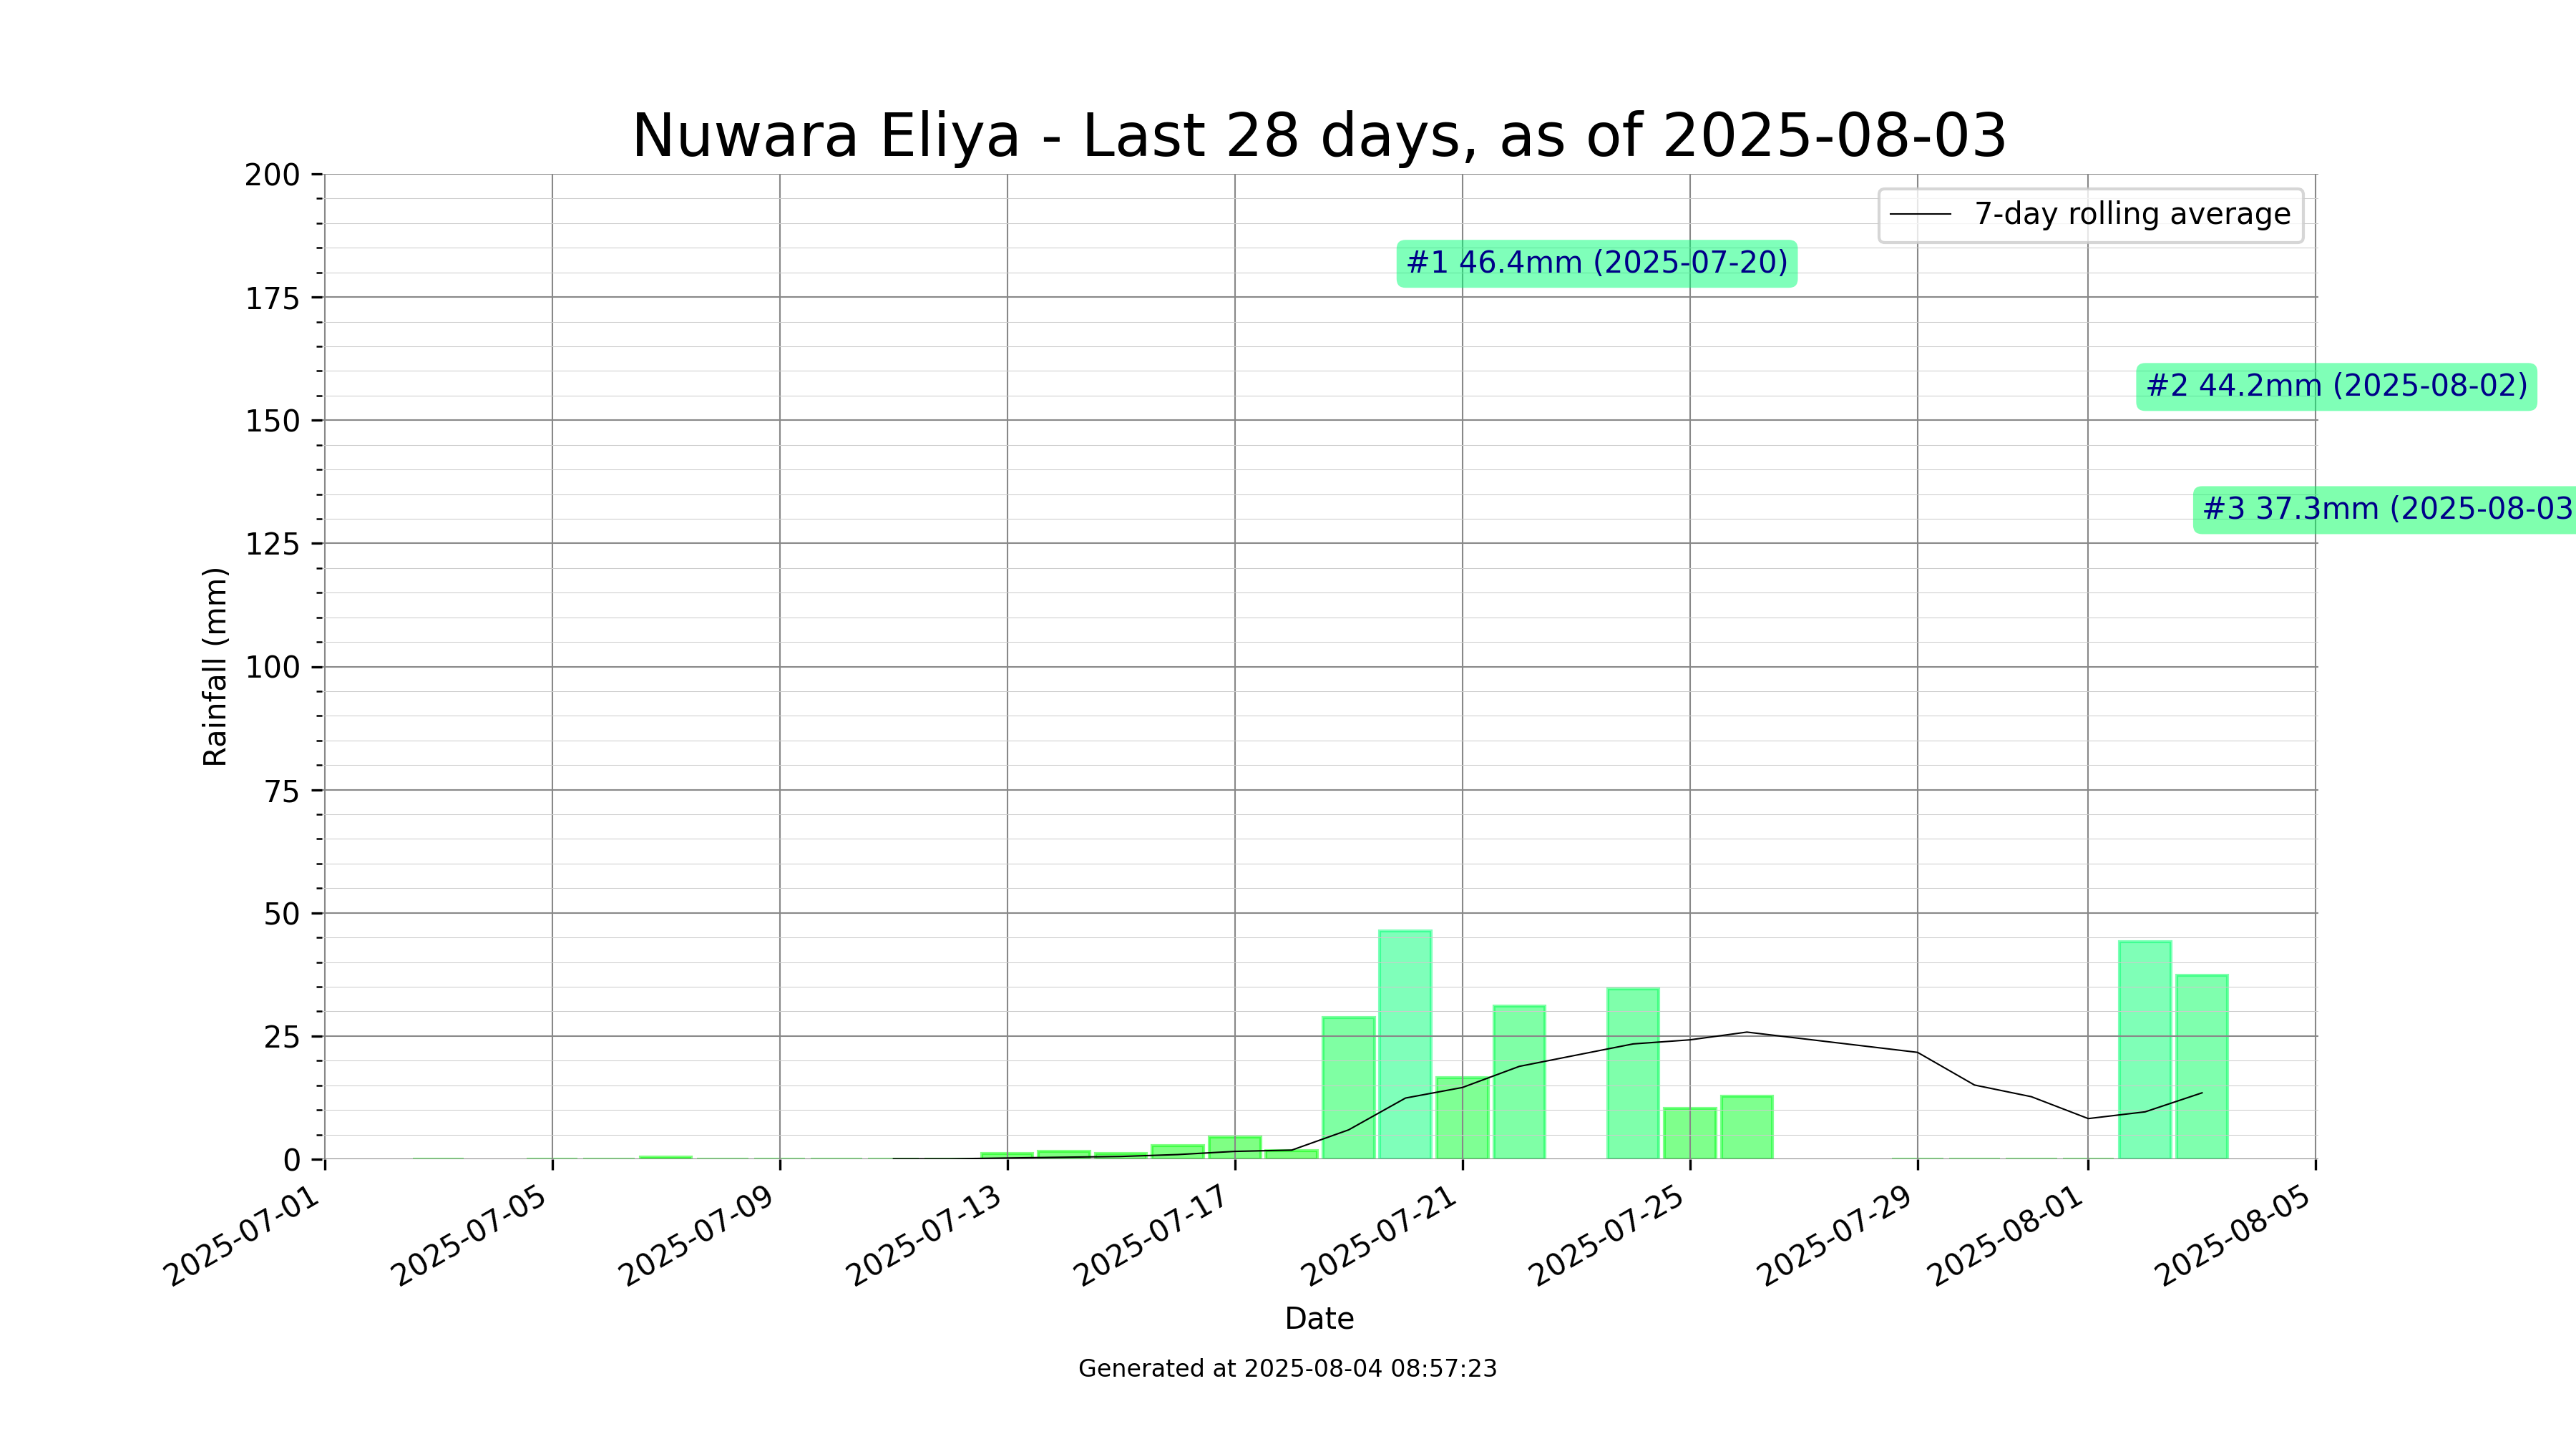 Nuwara Eliya - Last 28 days, as of 2025-08-03
200
175
150
125
100
75
50
25
0
Rainfall (mm)
7-day rolling average
#1 46.4mm (2025-07-20)
#2 44.2mm (2025-08-02)
#3 37.3mm (2025-08-03
2025-07-01
2025-07-05
2025-07-09
2025-07-13
2025-07-17
2025-07-21
2025-07-25
2025-07-29
2025-08-01
2025-08-05
Date
Generated at 2025-08-04 08:57:23